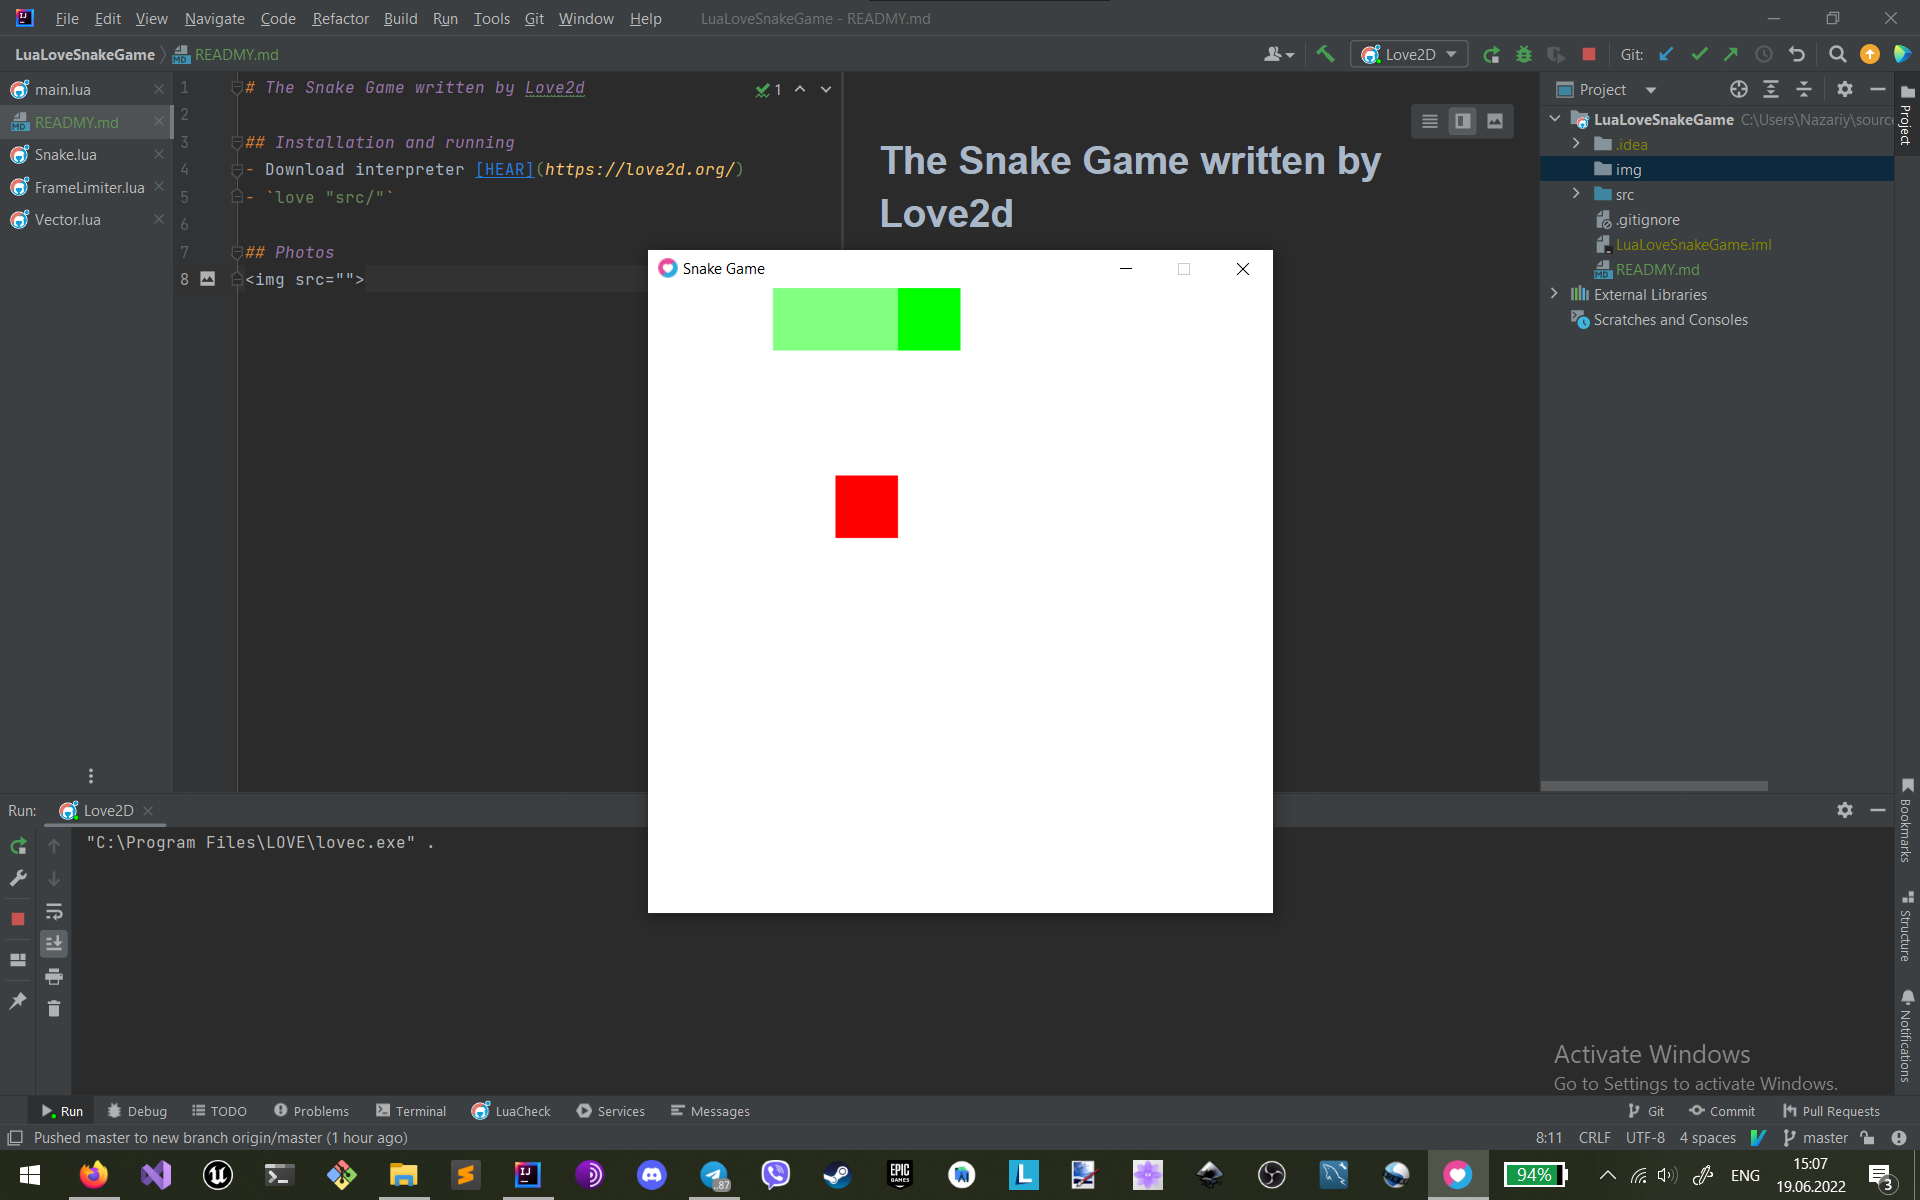 File Edit View Navigate Code Refactor Build Run Tools Git Window Help LuaLoveSnakeGame - READMY.md
LuaLoveSnakeGame READMY.md Love2D Git:
main.lua
READMY.md
Snake.lua
FrameLimiter.lua
Vector.lua
1 # The Snake Game written by Love2d
2
3 ## Installation and running
4 - Download interpreter [HEAR](https://love2d.org/)
5 - `love "src/"`
6
7 ## Photos
8 <img src="">
1
The Snake Game written by
Love2d
Snake Game
Project
LuaLoveSnakeGame C:\Users\Nazariy\source
.idea
img
src
.gitignore
LuaLoveSnakeGame.iml
READMY.md
External Libraries
Scratches and Consoles
Project
Bookmarks
Structure
Notifications
Run: Love2D
"C:\Program Files\LOVE\lovec.exe" .
Activate Windows
Go to Settings to activate Windows.
Run Debug TODO Problems Terminal LuaCheck Services Messages Git Commit Pull Requests
Pushed master to new branch origin/master (1 hour ago) 8:11 CRLF UTF-8 4 spaces master
IJ .87 EPIC GAMES L 94% ENG 15:07
19.06.2022 3